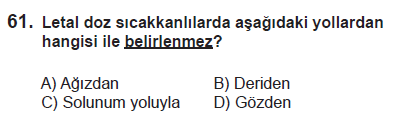 61. Letal doz sıcakkanlılarda aşağıdaki yollardan
hangisi ile belirlenmez?
A) Ağızdan B) Deriden
C) Solunum yoluyla D) Gözden